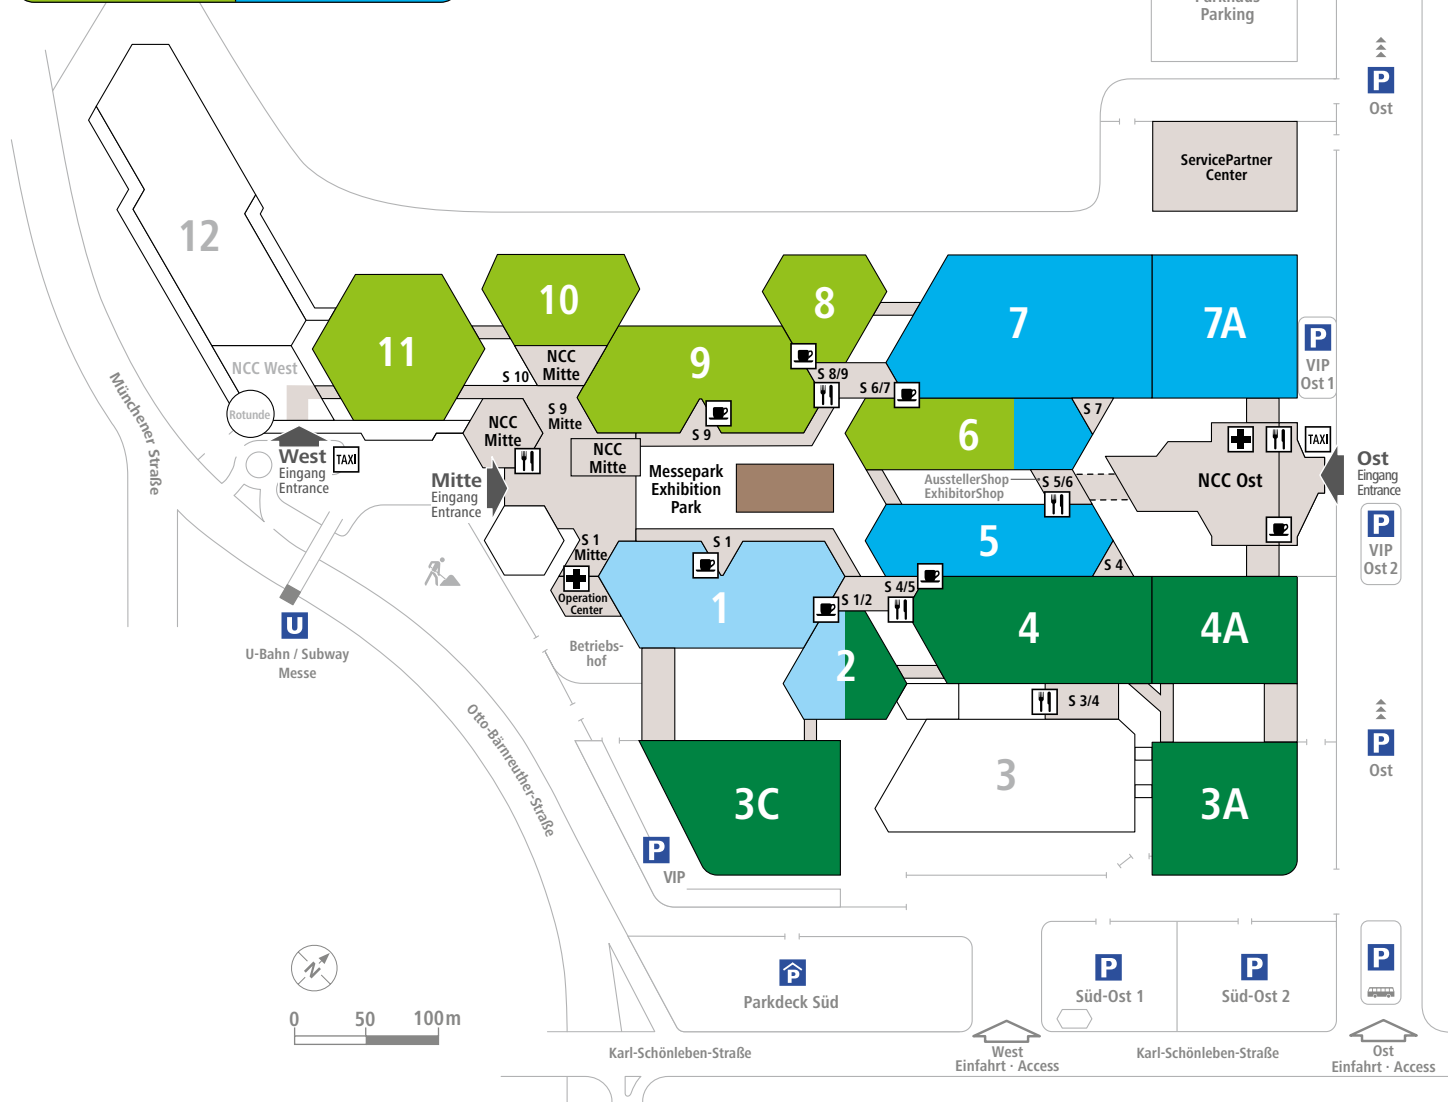 Parking
P
Ost
ServicePartner
Center
12
10
8
7
7A
11
9
NCC
Mitte
S 10
S 8/9
S 6/7
P
VIP
Ost 1
NCC West
Rotunde
S 9
Mitte
NCC
Mitte
S 9
6
S 7
Münchener Straße
West
Eingang
Entrance
TAXI
NCC
Mitte
Messepark
Exhibition
Park
AusstellerShop
ExhibitorShop
S 5/6
NCC Ost
TAXI
Ost
Eingang
Entrance
Mitte
Eingang
Entrance
P
VIP
Ost 2
S 1
Mitte
S 1
5
S 4
Operation
Center
1
S 1/2
S 4/5
4
4A
U
U-Bahn / Subway
Messe
Betriebs-
hof
2
S 3/4
Otto-Bärnreuther-Straße
3C
3
3A
P
Ost
P
VIP
N
0 50 100 m
P
Parkdeck Süd
P
Süd-Ost 1
P
Süd-Ost 2
P
Karl-Schönleben-Straße
West
Einfahrt · Access
Karl-Schönleben-Straße
Ost
Einfahrt · Access